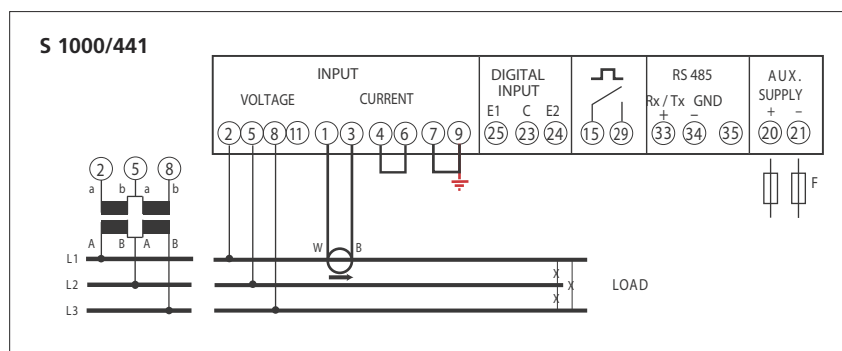 S 1000/441
INPUT
DIGITAL
INPUT
RS 485
AUX.
SUPPLY
VOLTAGE
CURRENT
E1 C E2
Rx / Tx GND
+ −
+ −
2 5 8 11 1 3 4 6 7 9 25 23 24 15 29 33 34 35 20 21
2 5 8
a b a b
F
A B A B
W B
L1
L2
L3
X
X
X
LOAD